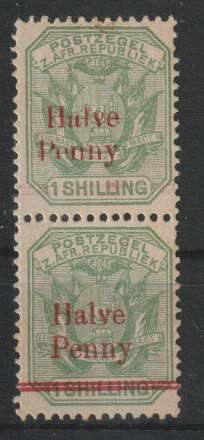 POSTZEGEL
Z. AFR. REPUBLIEK
Halve
Penny
1 SHILLING
POSTZEGEL
Z. AFR. REPUBLIEK
Halve
Penny
1 SHILLING